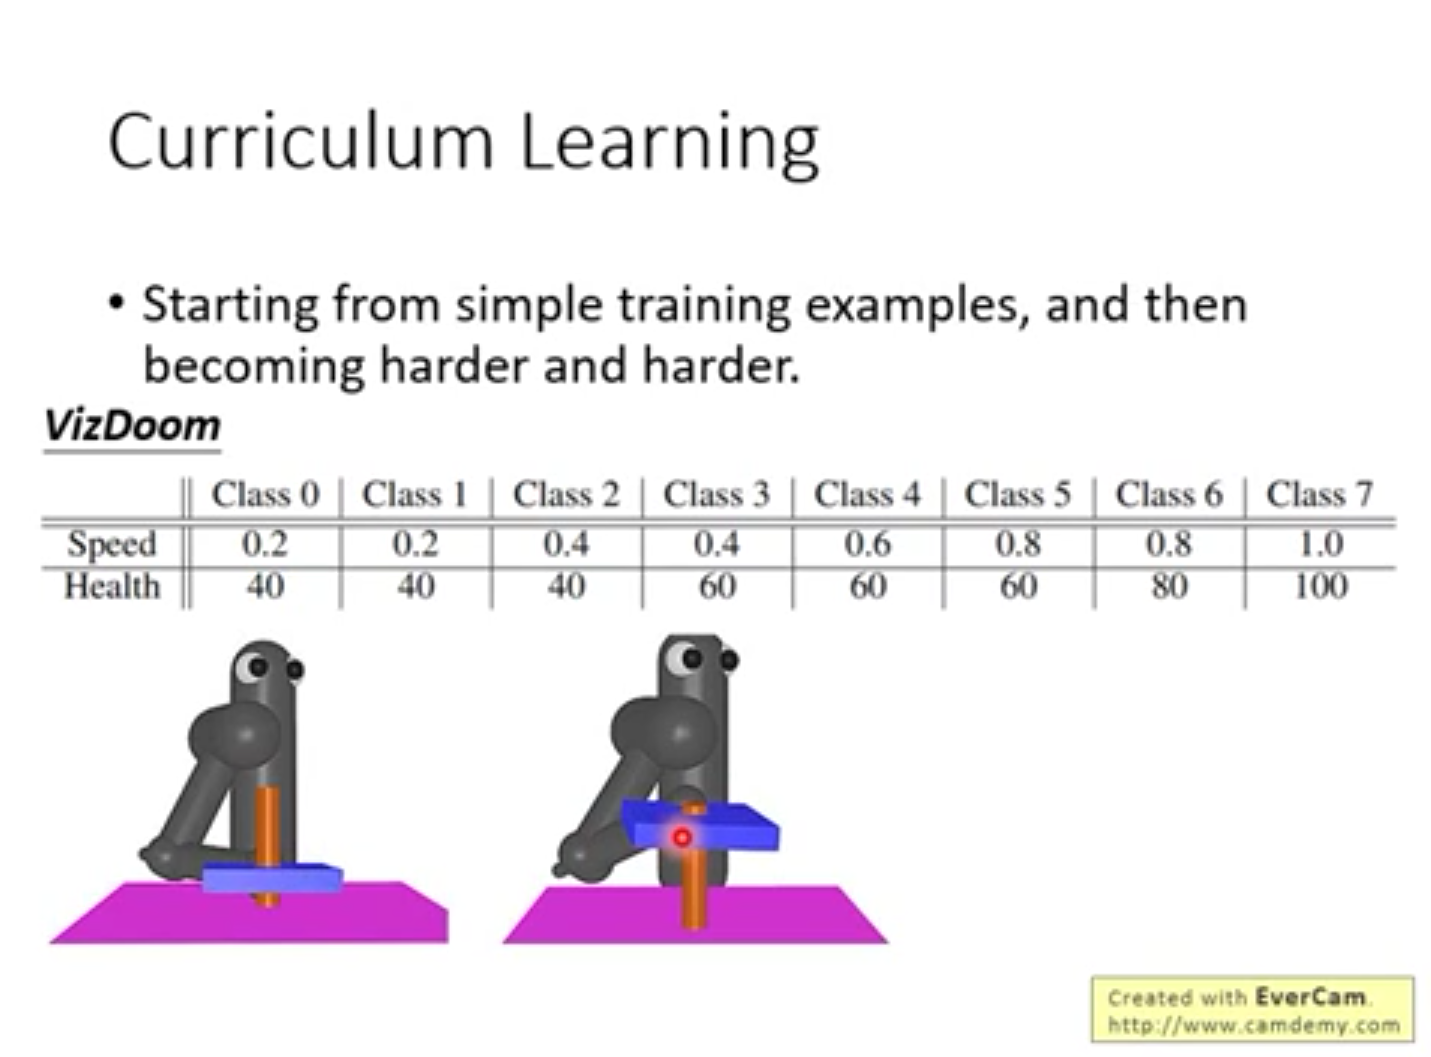 Curriculum Learning
• Starting from simple training examples, and then
becoming harder and harder.
VizDoom
Class 0 Class 1 Class 2 Class 3 Class 4 Class 5 Class 6 Class 7
Speed 0.2 0.2 0.4 0.4 0.6 0.8 0.8 1.0
Health 40 40 40 60 60 60 80 100
Created with EverCam.
http://www.camdemy.com